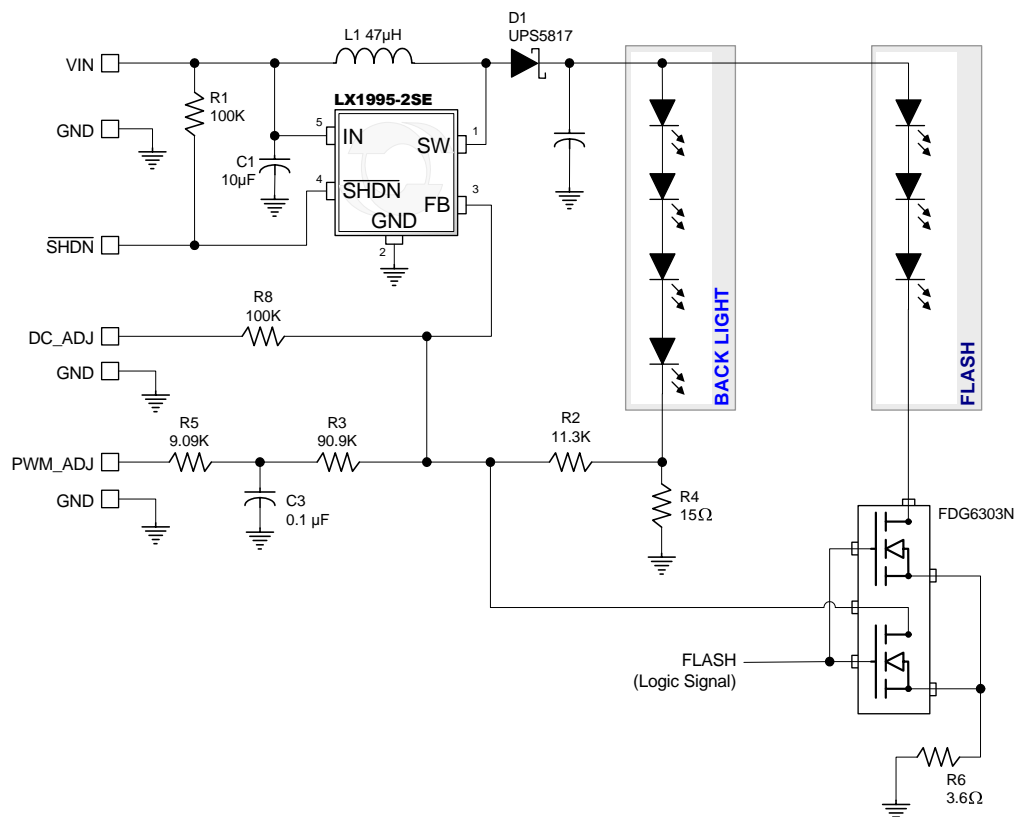 D1
UPS5817
L1 47µH
VIN
R1
100K
LX1995-2SE
GND
5
IN
1
SW
C1
10µF
4
SHDN
3
FB
GND
2
SHDN
R8
100K
DC_ADJ
GND
BACK LIGHT
FLASH
R5
9.09K
R3
90.9K
R2
11.3K
PWM_ADJ
GND
C3
0.1 µF
R4
15Ω
FDG6303N
FLASH
(Logic Signal)
R6
3.6Ω